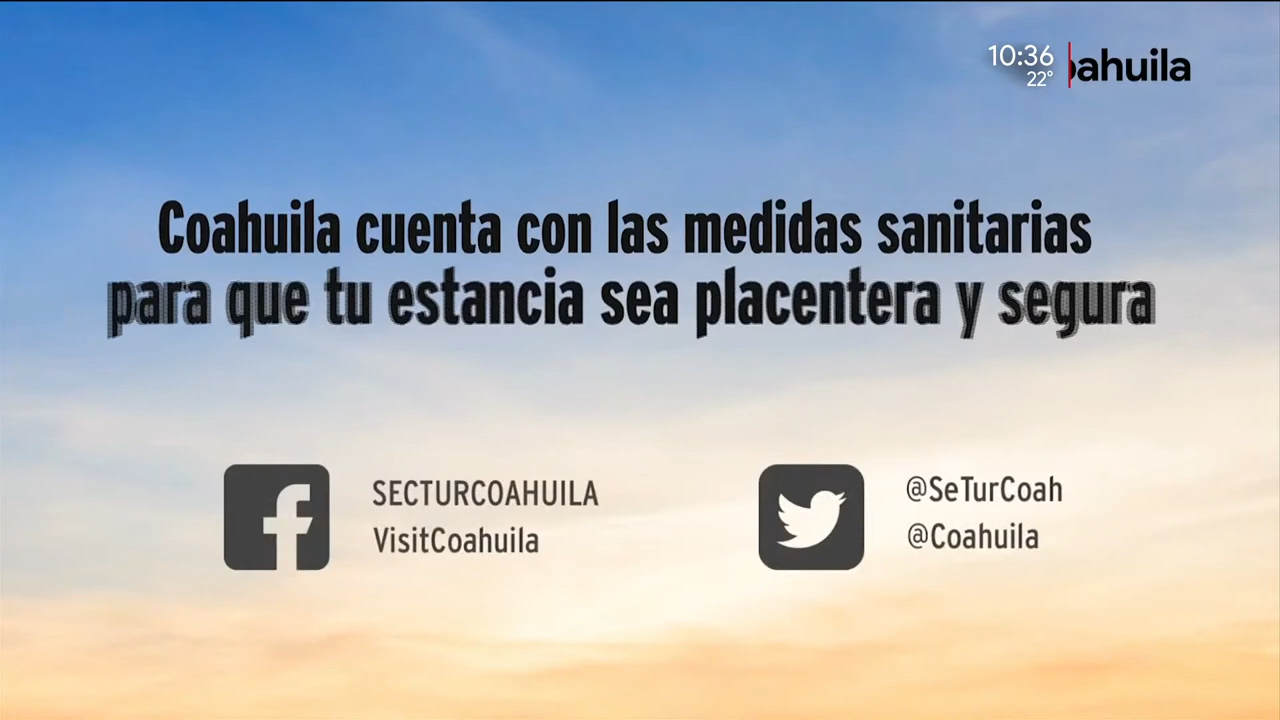 10:36
22°
oahuila
Coahuila cuenta con las medidas sanitarias
para que tu estancia sea placentera y segura
SECTURCOAHUILA
VisitCoahuila
@SeTurCoah
@Coahuila